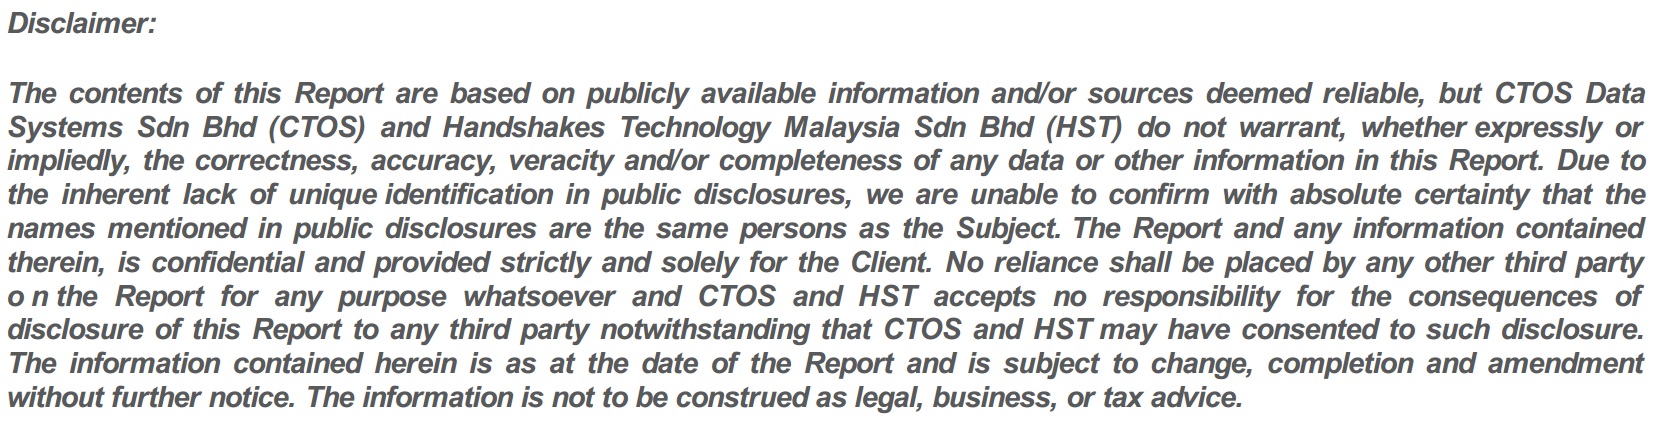 Disclaimer:
The contents of this Report are based on publicly available information and/or sources deemed reliable, but CTOS Data
Systems Sdn Bhd (CTOS) and Handshakes Technology Malaysia Sdn Bhd (HST) do not warrant, whether expressly or
impliedly, the correctness, accuracy, veracity and/or completeness of any data or other information in this Report. Due to
the inherent lack of unique identification in public disclosures, we are unable to confirm with absolute certainty that the
names mentioned in public disclosures are the same persons as the Subject. The Report and any information contained
therein, is confidential and provided strictly and solely for the Client. No reliance shall be placed by any other third party
o n the Report for any purpose whatsoever and CTOS and HST accepts no responsibility for the consequences of
disclosure of this Report to any third party notwithstanding that CTOS and HST may have consented to such disclosure.
The information contained herein is as at the date of the Report and is subject to change, completion and amendment
without further notice. The information is not to be construed as legal, business, or tax advice.